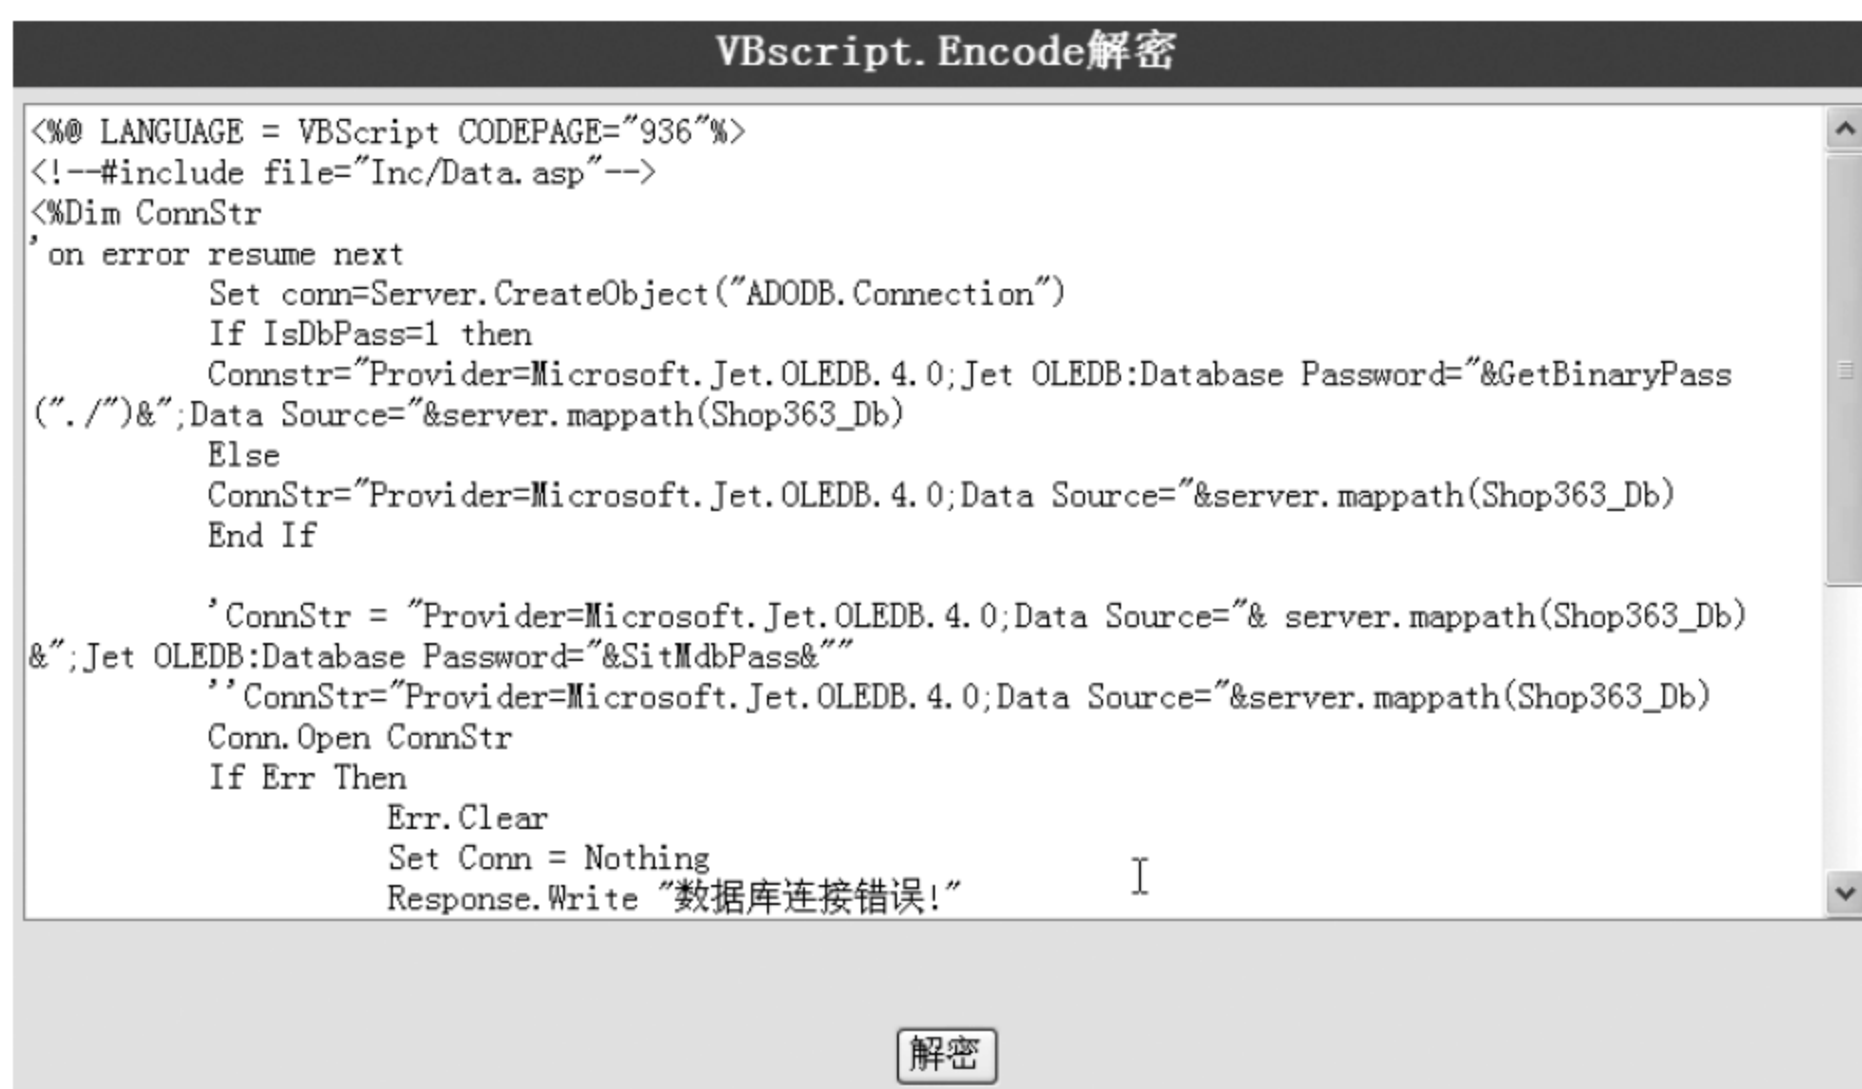 VBscript.Encode解密
<%@ LANGUAGE = VBScript CODEPAGE="936"%>
<!--#include file="Inc/Data.asp"-->
<%Dim ConnStr
'on error resume next
Set conn=Server.CreateObject("ADODB.Connection")
If IsDbPass=1 then
Connstr="Provider=Microsoft.Jet.OLEDB.4.0;Jet OLEDB:Database Password="&GetBinaryPass
("./")&";Data Source="&server.mappath(Shop363_Db)
Else
ConnStr="Provider=Microsoft.Jet.OLEDB.4.0;Data Source="&server.mappath(Shop363_Db)
End If
'ConnStr = "Provider=Microsoft.Jet.OLEDB.4.0;Data Source="& server.mappath(Shop363_Db)
&";Jet OLEDB:Database Password="&SitMdbPass&""
''ConnStr="Provider=Microsoft.Jet.OLEDB.4.0;Data Source="&server.mappath(Shop363_Db)
Conn.Open ConnStr
If Err Then
Err.Clear
Set Conn = Nothing
Response.Write "数据库连接错误!"
解密